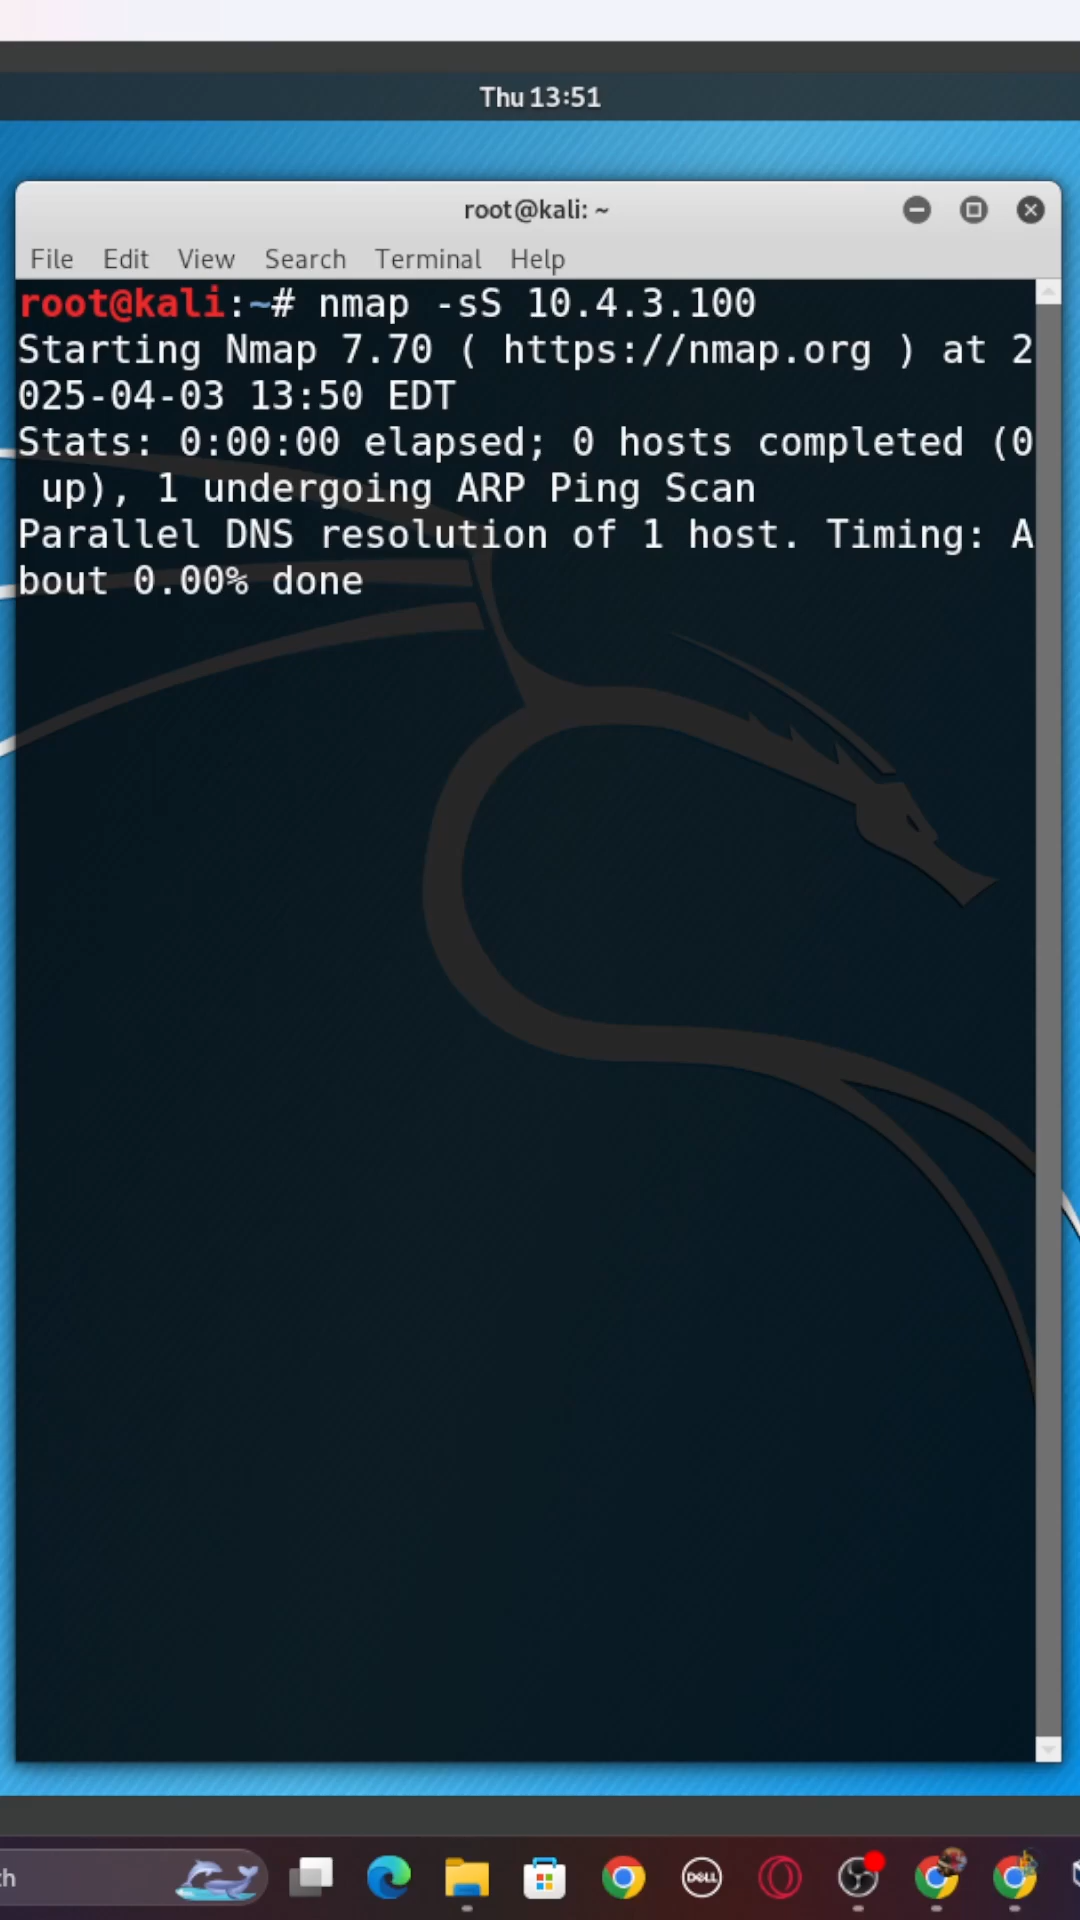 Thu 13:51
root@kali: ~
File Edit View Search Terminal Help
root@kali:~# nmap -sS 10.4.3.100
Starting Nmap 7.70 ( https://nmap.org ) at 2
025-04-03 13:50 EDT
Stats: 0:00:00 elapsed; 0 hosts completed (0
 up), 1 undergoing ARP Ping Scan
Parallel DNS resolution of 1 host. Timing: A
bout 0.00% done
ch
DELL